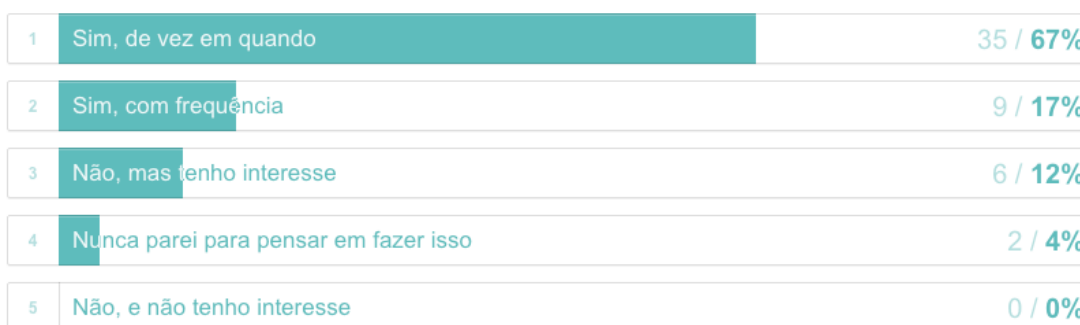 1 Sim, de vez em quando 35 / 67%
2 Sim, com frequência 9 / 17%
3 Não, mas tenho interesse 6 / 12%
4 Nunca parei para pensar em fazer isso 2 / 4%
5 Não, e não tenho interesse 0 / 0%